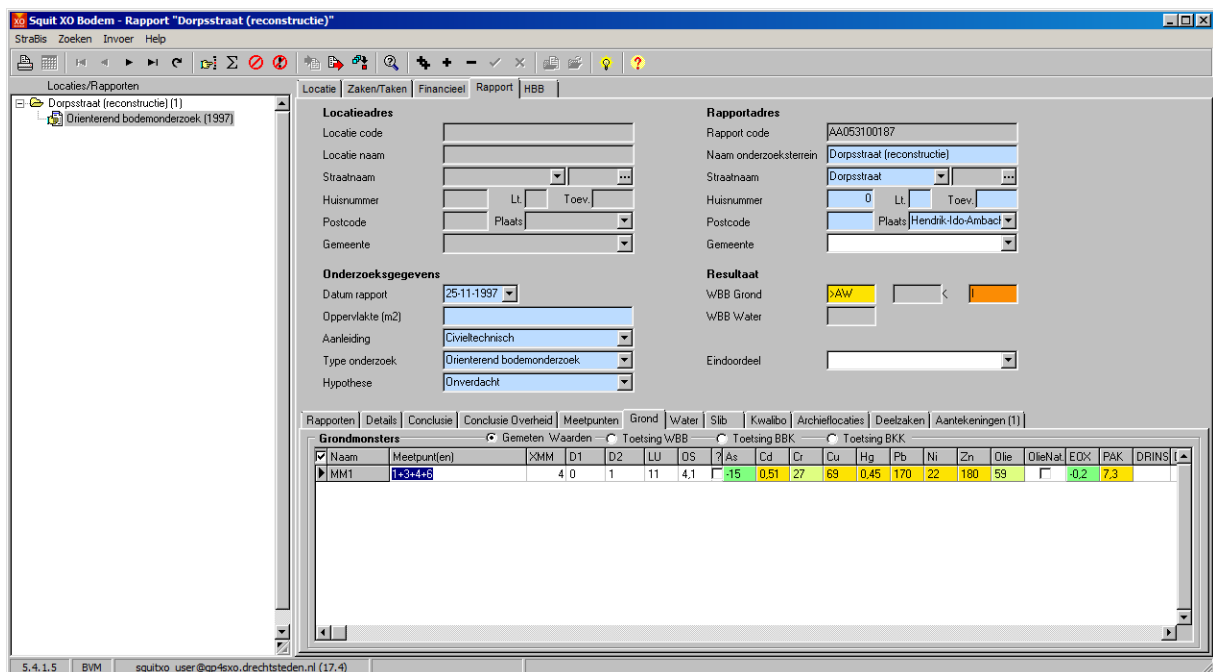 XO Squit XO Bodem - Rapport "Dorpsstraat (reconstructie)"
StraBis Zoeken Invoer Help
Locaties/Rapporten
Dorpsstraat (reconstructie) (1)
Orienterend bodemonderzoek (1997)
Locatie Zaken/Taken Financieel Rapport HBB
Locatieadres
Locatie code
Locatie naam
Straatnaam ...
Huisnummer Lt. Toev.
Postcode Plaats
Gemeente
Rapportadres
Rapport code AA053100187
Naam onderzoeksterrein Dorpsstraat (reconstructie)
Straatnaam Dorpsstraat ...
Huisnummer 0 Lt. Toev.
Postcode Plaats Hendrik-Ido-Ambach
Gemeente
Onderzoeksgegevens
Datum rapport 25-11-1997
Oppervlakte (m2)
Aanleiding Civieltechnisch
Type onderzoek Orienterend bodemonderzoek
Hypothese Onverdacht
Resultaat
WBB Grond >AW < I
WBB Water
Eindoordeel
Rapporten Details Conclusie Conclusie Overheid Meetpunten Grond Water Slib Kwalibo Archieflocaties Deelzaken Aantekeningen (1)
Grondmonsters Gemeten Waarden Toetsing WBB Toetsing BBK Toetsing BKK
Naam Meetpunt(en) XMM D1 D2 LU OS ? As Cd Cr Cu Hg Pb Ni Zn Olie OlieNat. EOX PAK DRINS
MM1 1+3+4+6 4 0 1 11 4,1 -15 0,51 27 69 0,45 170 22 180 59 -0,2 7,3
5.4.1.5 BVM squitxo_user@gp4sxo.drechtsteden.nl (17.4)